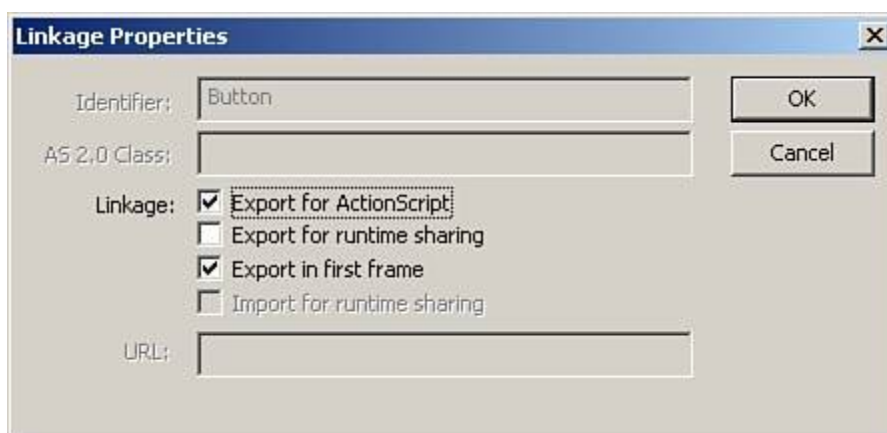 Linkage Properties
Identifier: Button
OK
AS 2.0 Class:
Cancel
Linkage: Export for ActionScript
Export for runtime sharing
Export in first frame
Import for runtime sharing
URL: